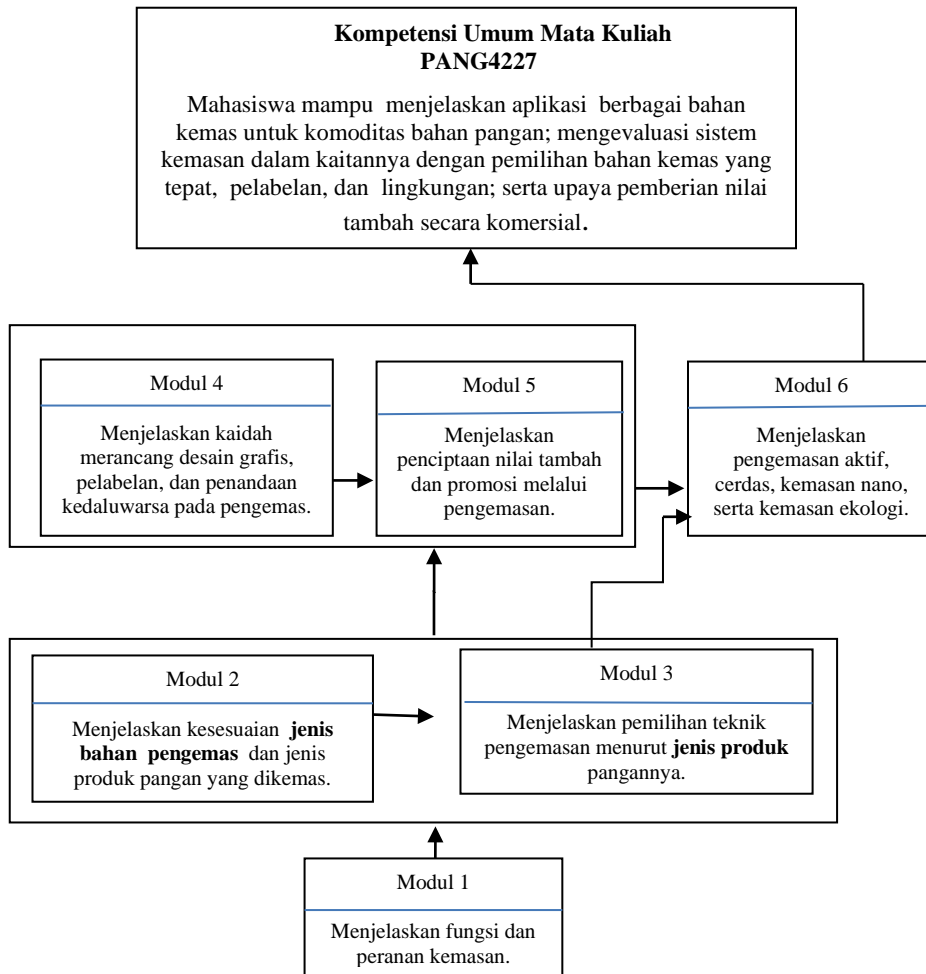 Kompetensi Umum Mata Kuliah
PANG4227
Mahasiswa mampu menjelaskan aplikasi berbagai bahan
kemas untuk komoditas bahan pangan; mengevaluasi sistem
kemasan dalam kaitannya dengan pemilihan bahan kemas yang
tepat, pelabelan, dan lingkungan; serta upaya pemberian nilai
tambah secara komersial.
Modul 4
Menjelaskan kaidah
merancang desain grafis,
pelabelan, dan penandaan
kedaluwarsa pada pengemas.
Modul 5
Menjelaskan
penciptaan nilai tambah
dan promosi melalui
pengemasan.
Modul 6
Menjelaskan
pengemasan aktif,
cerdas, kemasan nano,
serta kemasan ekologi.
Modul 2
Menjelaskan kesesuaian jenis
bahan pengemas dan jenis
produk pangan yang dikemas.
Modul 3
Menjelaskan pemilihan teknik
pengemasan menurut jenis produk
pangannya.
Modul 1
Menjelaskan fungsi dan
peranan kemasan.